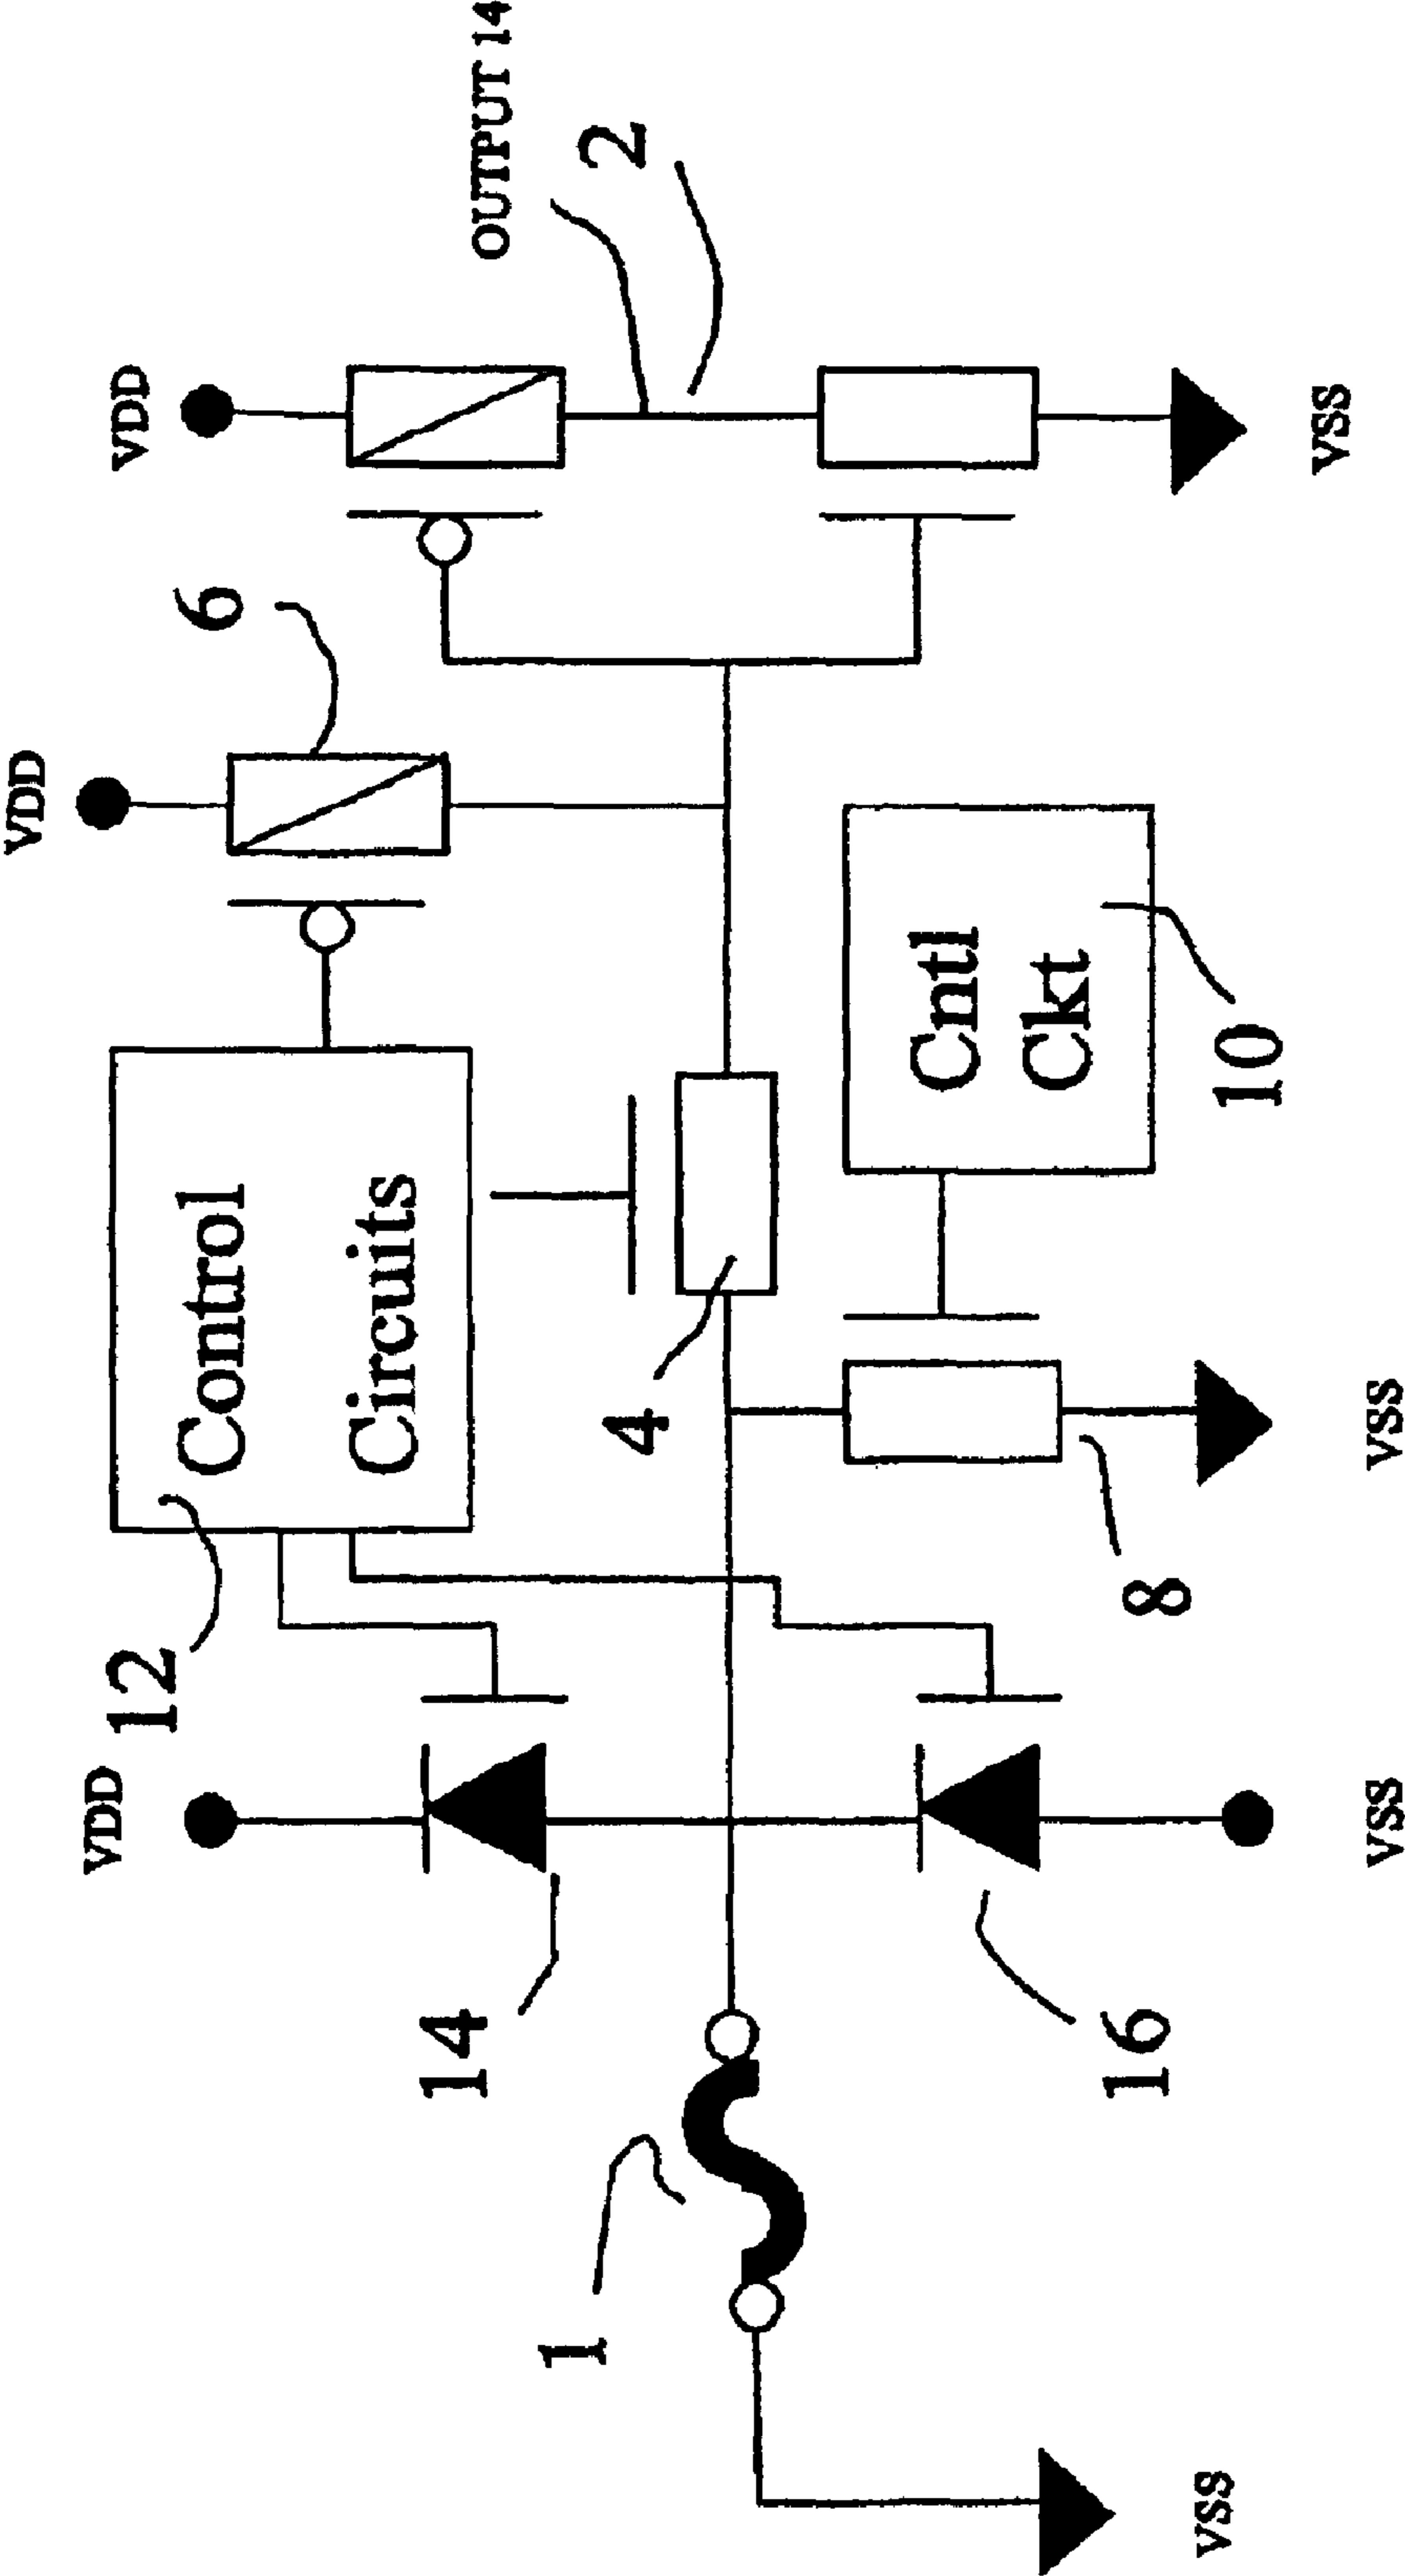 VDD
VDD
VDD
12
Control
Circuits
6
14
OUTPUT 14
2
1
4
Cntl
Ckt
16
8
10
VSS
VSS
VSS
VSS